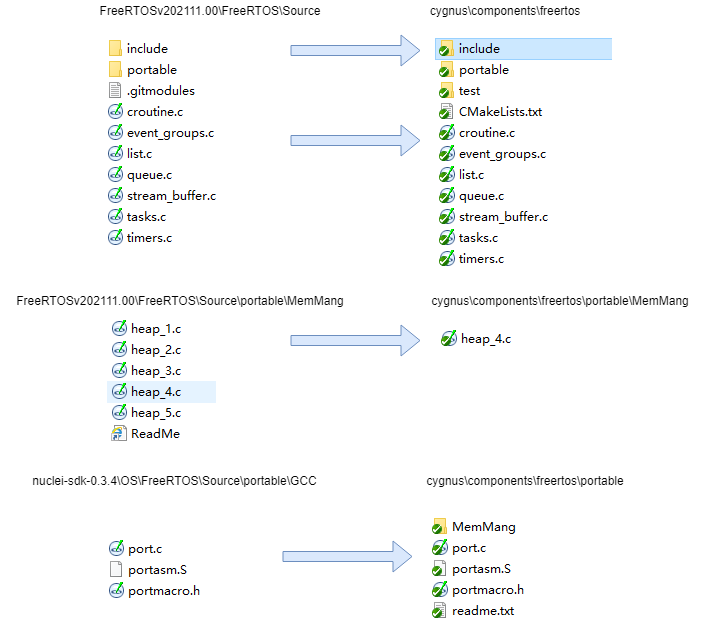 FreeRTOSv202111.00\FreeRTOS\Source
include
portable
.gitmodules
croutine.c
event_groups.c
list.c
queue.c
stream_buffer.c
tasks.c
timers.c
cygnus\components\freertos
include
portable
test
CMakeLists.txt
croutine.c
event_groups.c
list.c
queue.c
stream_buffer.c
tasks.c
timers.c
FreeRTOSv202111.00\FreeRTOS\Source\portable\MemMang
heap_1.c
heap_2.c
heap_3.c
heap_4.c
heap_5.c
ReadMe
cygnus\components\freertos\portable\MemMang
heap_4.c
nuclei-sdk-0.3.4\OS\FreeRTOS\Source\portable\GCC
port.c
portasm.S
portmacro.h
cygnus\components\freertos\portable
MemMang
port.c
portasm.S
portmacro.h
readme.txt